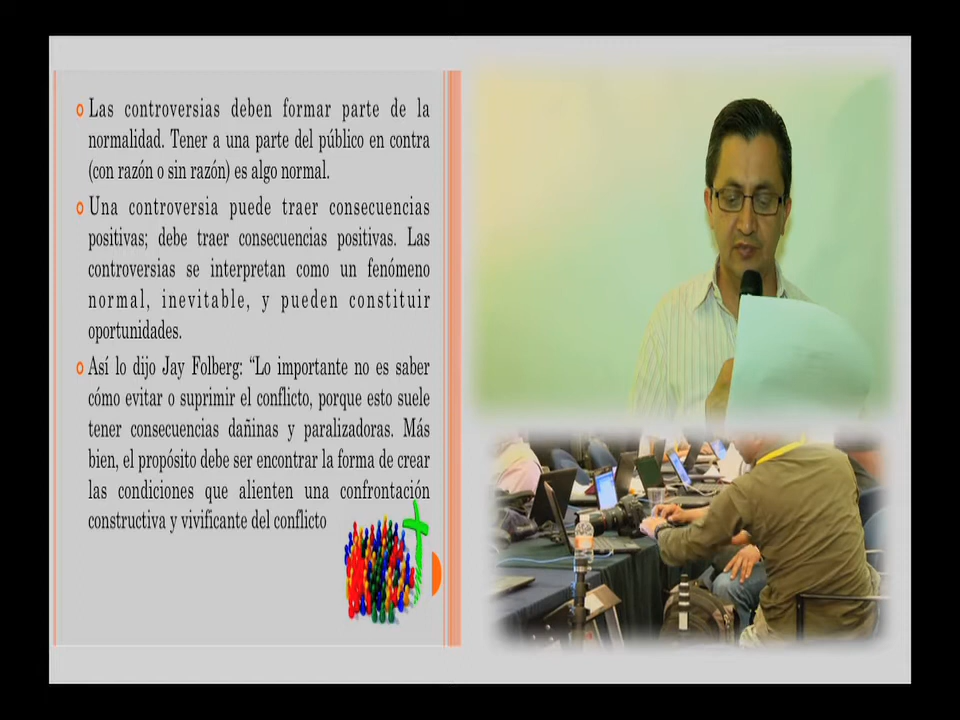 Las controversias deben formar parte de la
normalidad. Tener a una parte del público en contra
(con razón o sin razón) es algo normal.
Una controversia puede traer consecuencias
positivas; debe traer consecuencias positivas. Las
controversias se interpretan como un fenómeno
normal, inevitable, y pueden constituir
oportunidades.
Así lo dijo Jay Folberg: “Lo importante no es saber
cómo evitar o suprimir el conflicto, porque esto suele
tener consecuencias dañinas y paralizadoras. Más
bien, el propósito debe ser encontrar la forma de crear
las condiciones que alienten una confrontación
constructiva y vivificante del conflicto